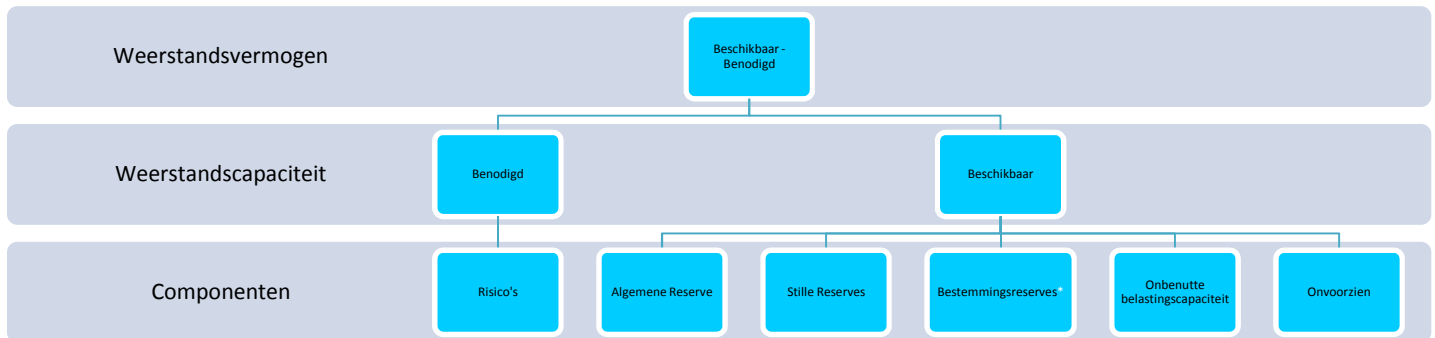 Weerstandsvermogen
Beschikbaar -
Benodigd
Weerstandscapaciteit
Benodigd
Beschikbaar
Componenten
Risico's
Algemene Reserve
Stille Reserves
Bestemmingsreserves*
Onbenutte
belastingscapaciteit
Onvoorzien